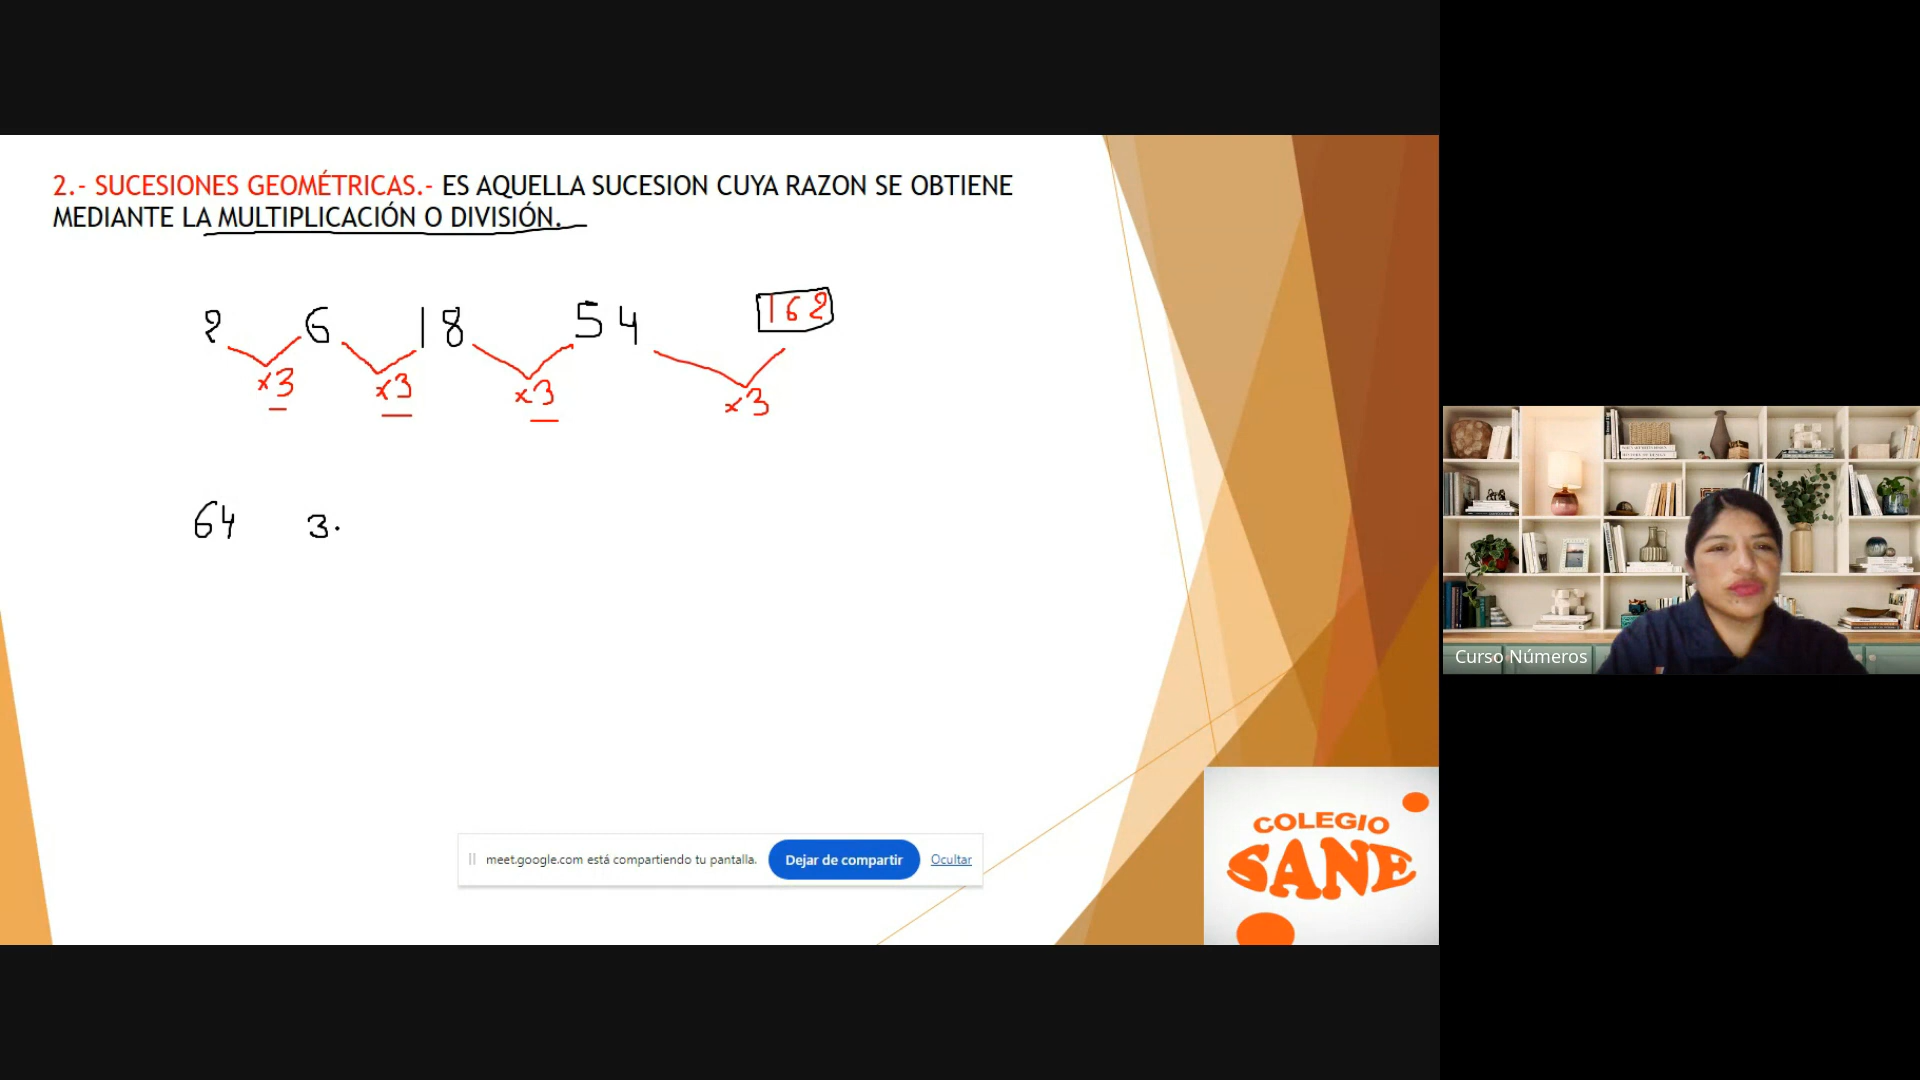 2.- SUCESIONES GEOMÉTRICAS.- ES AQUELLA SUCESION CUYA RAZON SE OBTIENE
MEDIANTE LA MULTIPLICACIÓN O DIVISIÓN.
2 6 18 54 162
×3 ×3 ×3 ×3
64 3
meet.google.com está compartiendo tu pantalla. Dejar de compartir Ocultar
COLEGIO
SANE
Curso Números